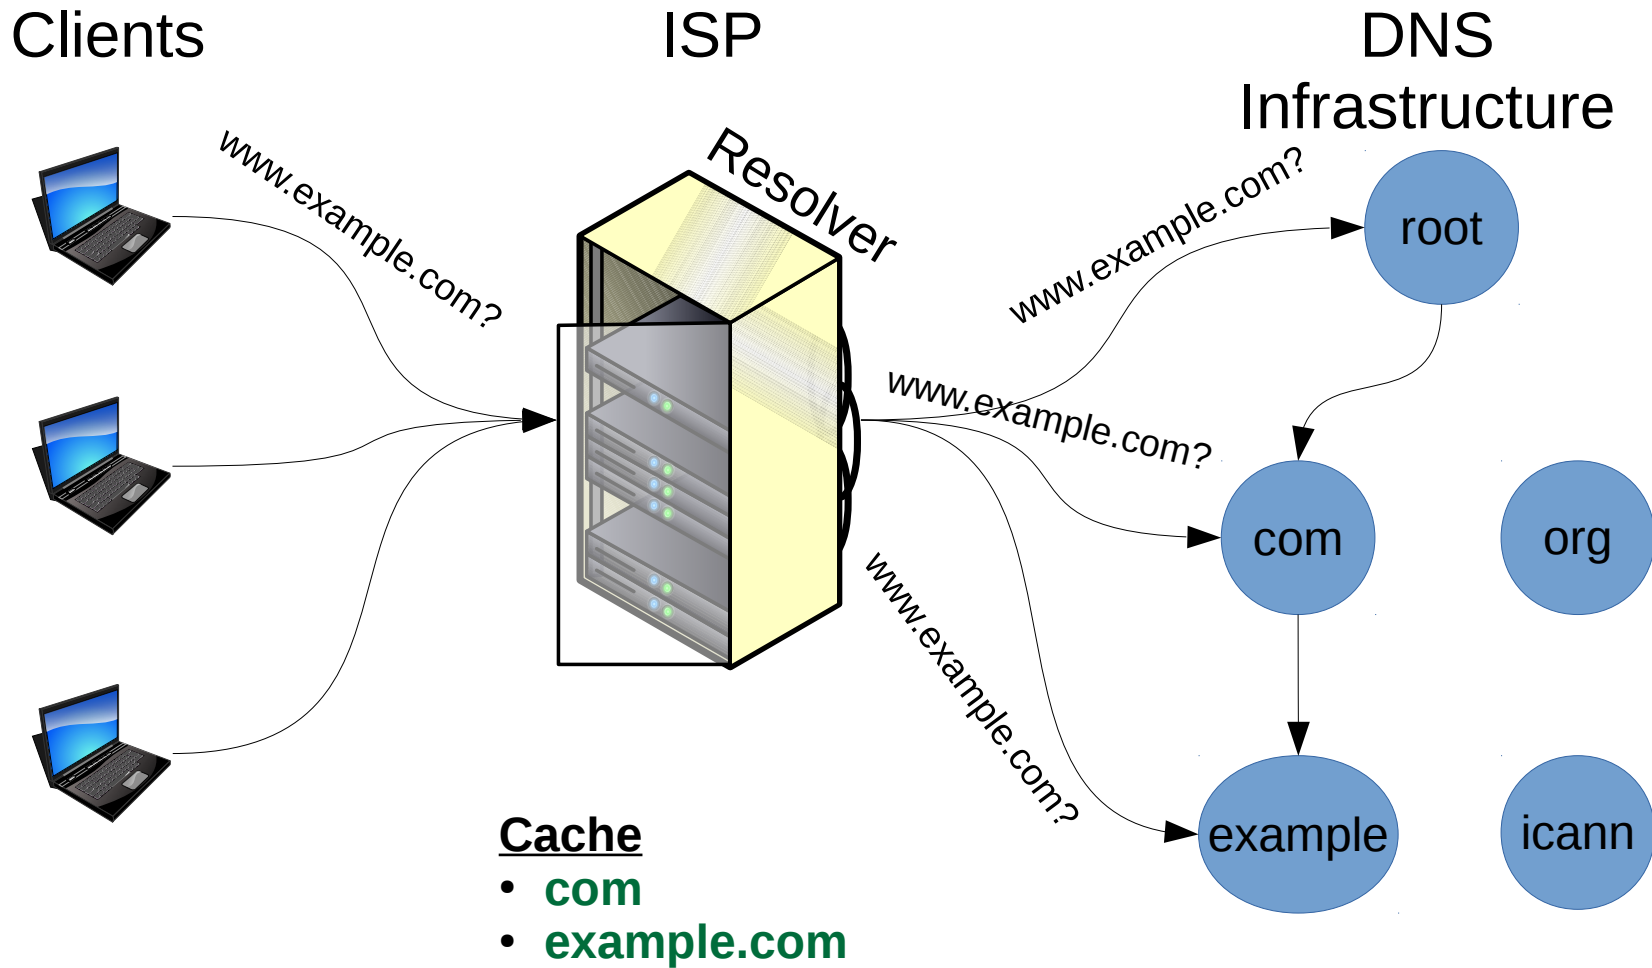 Clients
ISP
DNS
Infrastructure
www.example.com?
Resolver
www.example.com?
root
www.example.com?
com
org
www.example.com?
example
icann
Cache
• com
• example.com